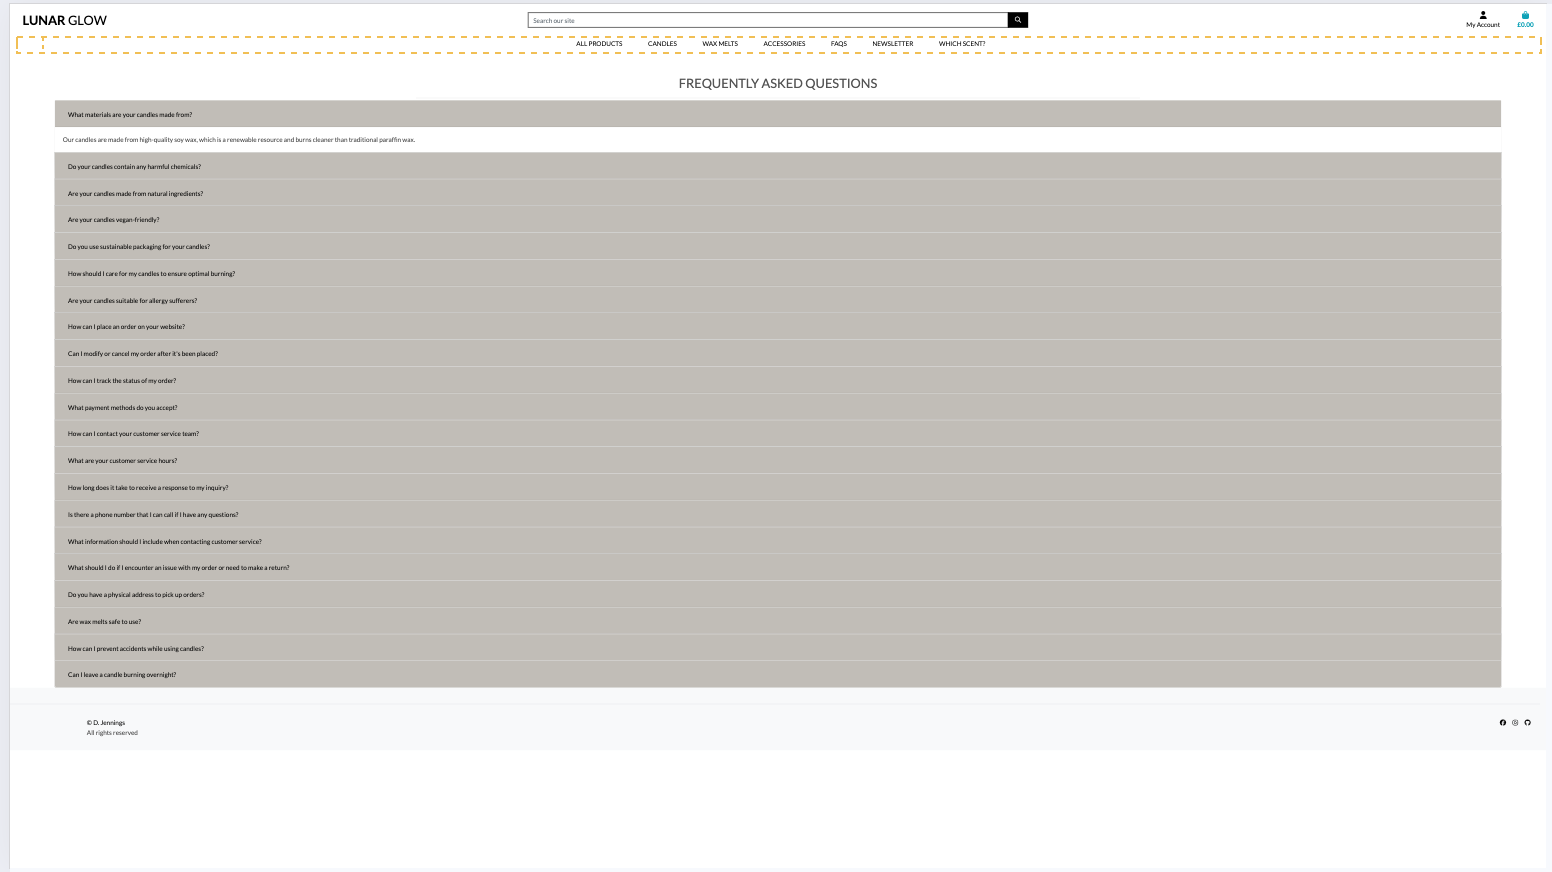 LUNAR GLOW
Search our site
My Account
£0.00
ALL PRODUCTS CANDLES WAX MELTS ACCESSORIES FAQS NEWSLETTER WHICH SCENT?
FREQUENTLY ASKED QUESTIONS
What materials are your candles made from?
Our candles are made from high-quality soy wax, which is a renewable resource and burns cleaner than traditional paraffin wax.
Do your candles contain any harmful chemicals?
Are your candles made from natural ingredients?
Are your candles vegan-friendly?
Do you use sustainable packaging for your candles?
How should I care for my candles to ensure optimal burning?
Are your candles suitable for allergy sufferers?
How can I place an order on your website?
Can I modify or cancel my order after it's been placed?
How can I track the status of my order?
What payment methods do you accept?
How can I contact your customer service team?
What are your customer service hours?
How long does it take to receive a response to my inquiry?
Is there a phone number that I can call if I have any questions?
What information should I include when contacting customer service?
What should I do if I encounter an issue with my order or need to make a return?
Do you have a physical address to pick up orders?
Are wax melts safe to use?
How can I prevent accidents while using candles?
Can I leave a candle burning overnight?
© D. Jennings
All rights reserved